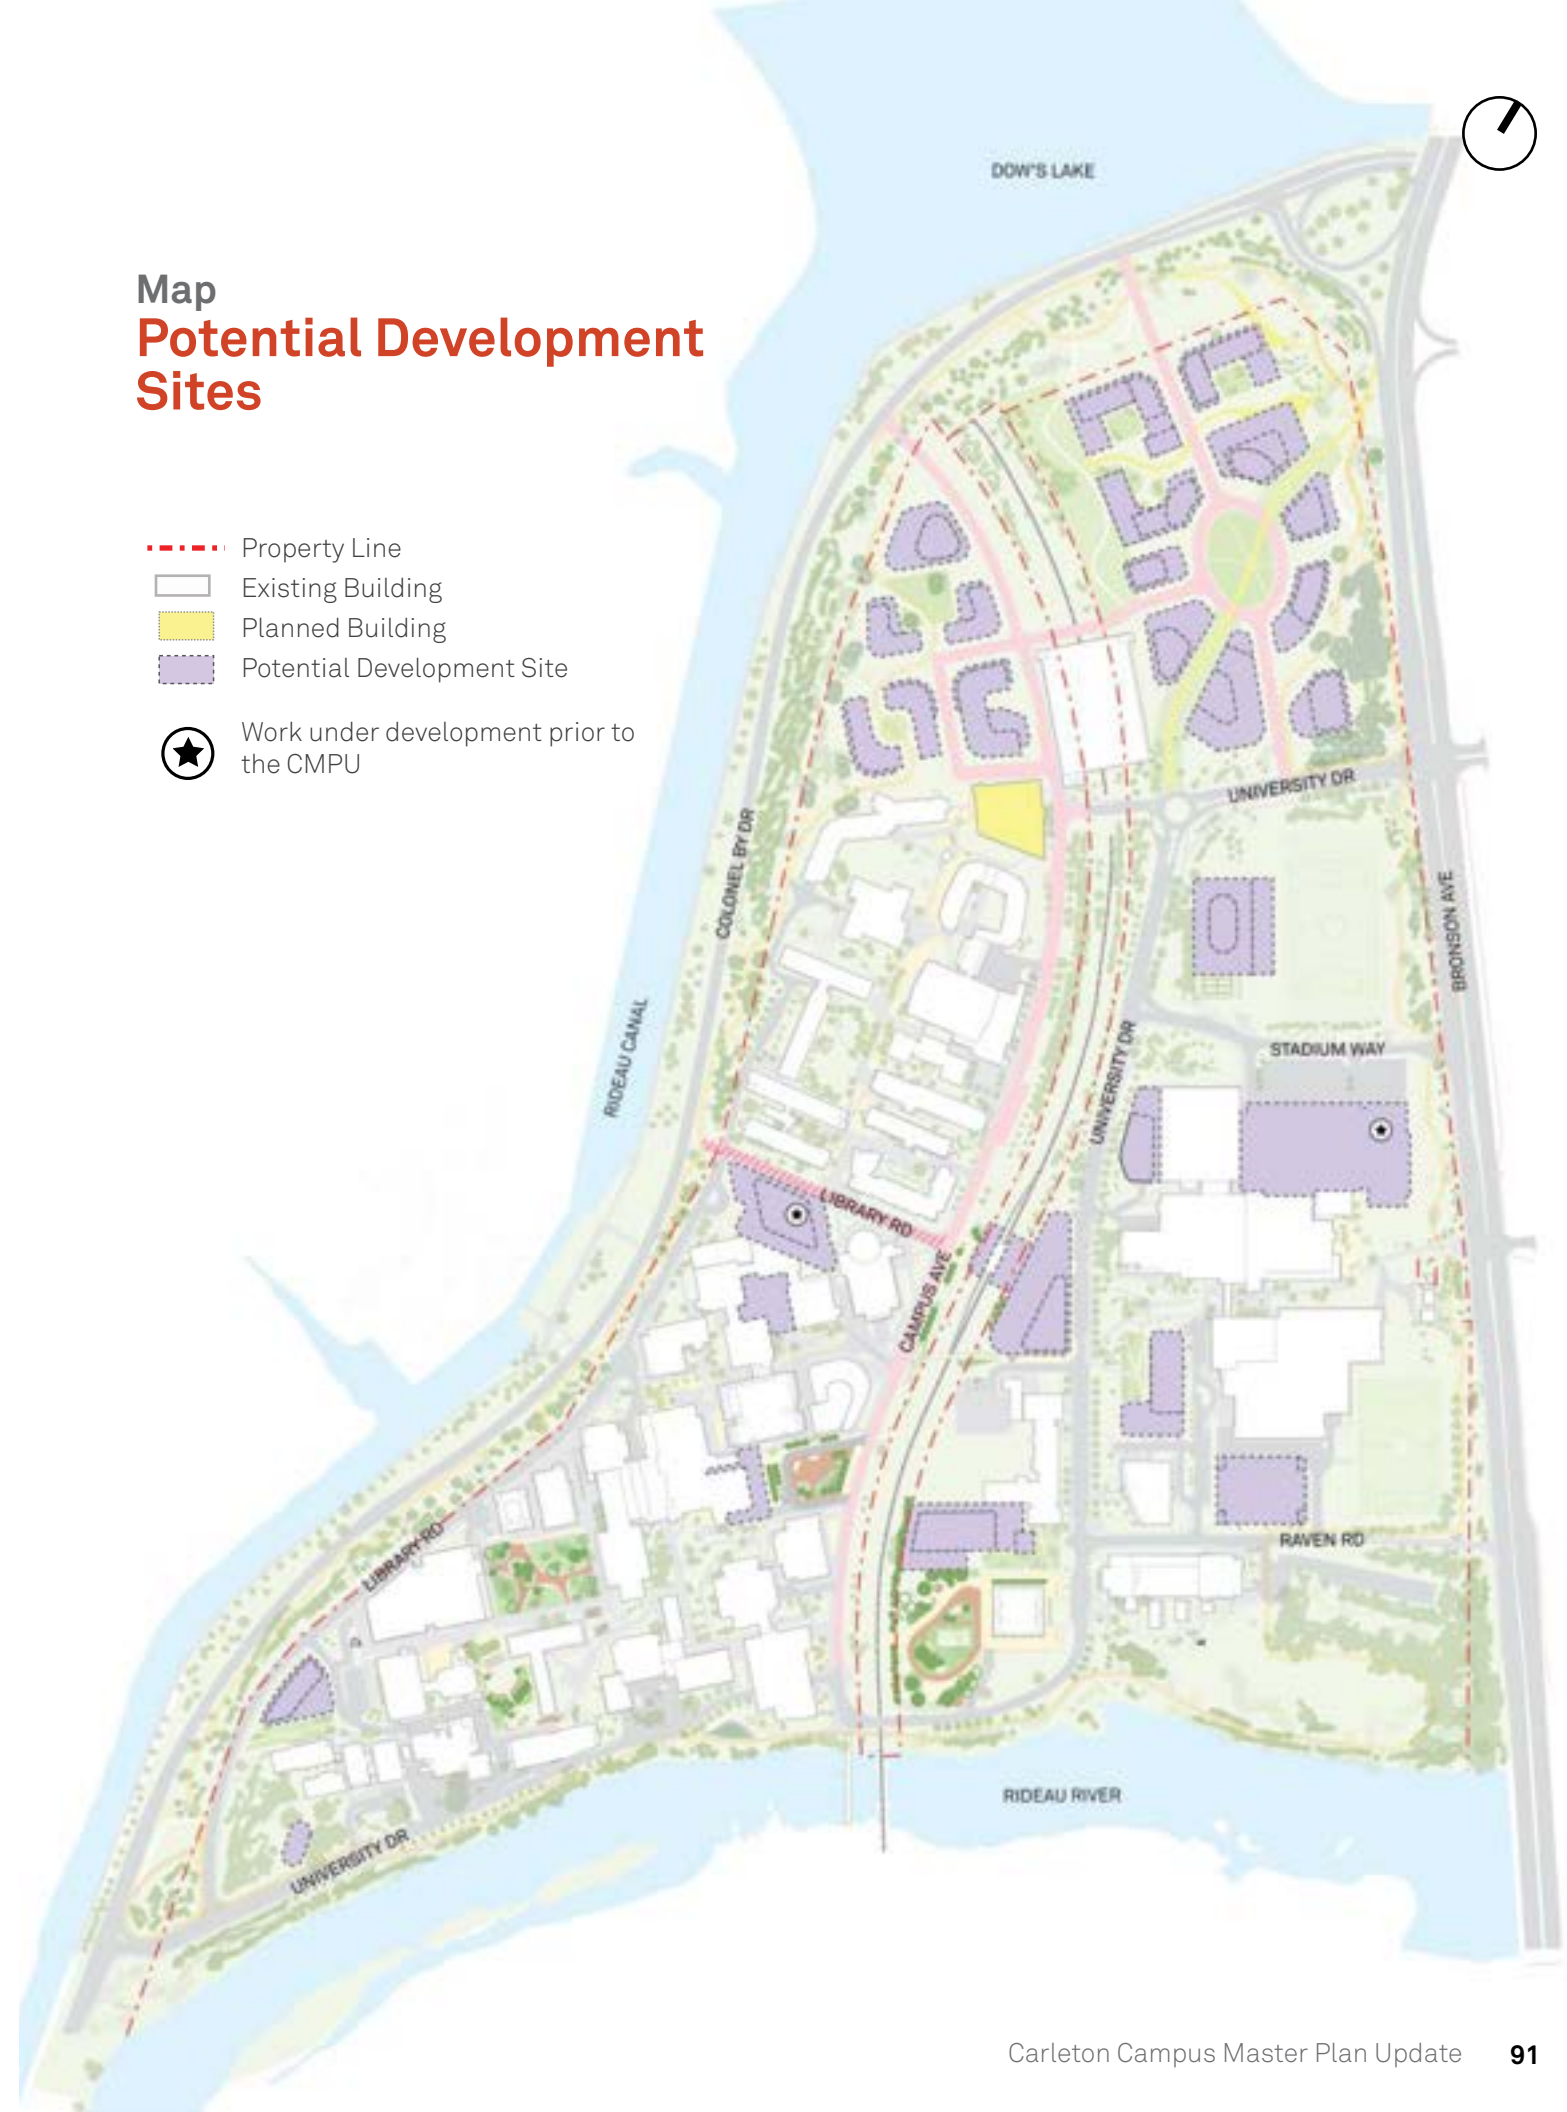 DOW'S LAKE
Map
Potential Development
Sites
Property Line
Existing Building
Planned Building
Potential Development Site
Work under development prior to
the CMPU
UNIVERSITY DR
COLONEL BY DR
BRONSON AVE
RIDEAU CANAL
UNIVERSITY DR
STADIUM WAY
LIBRARY RD
CAMPUS AVE
LIBRARY RD
RAVEN RD
RIDEAU RIVER
UNIVERSITY DR
Carleton Campus Master Plan Update 91